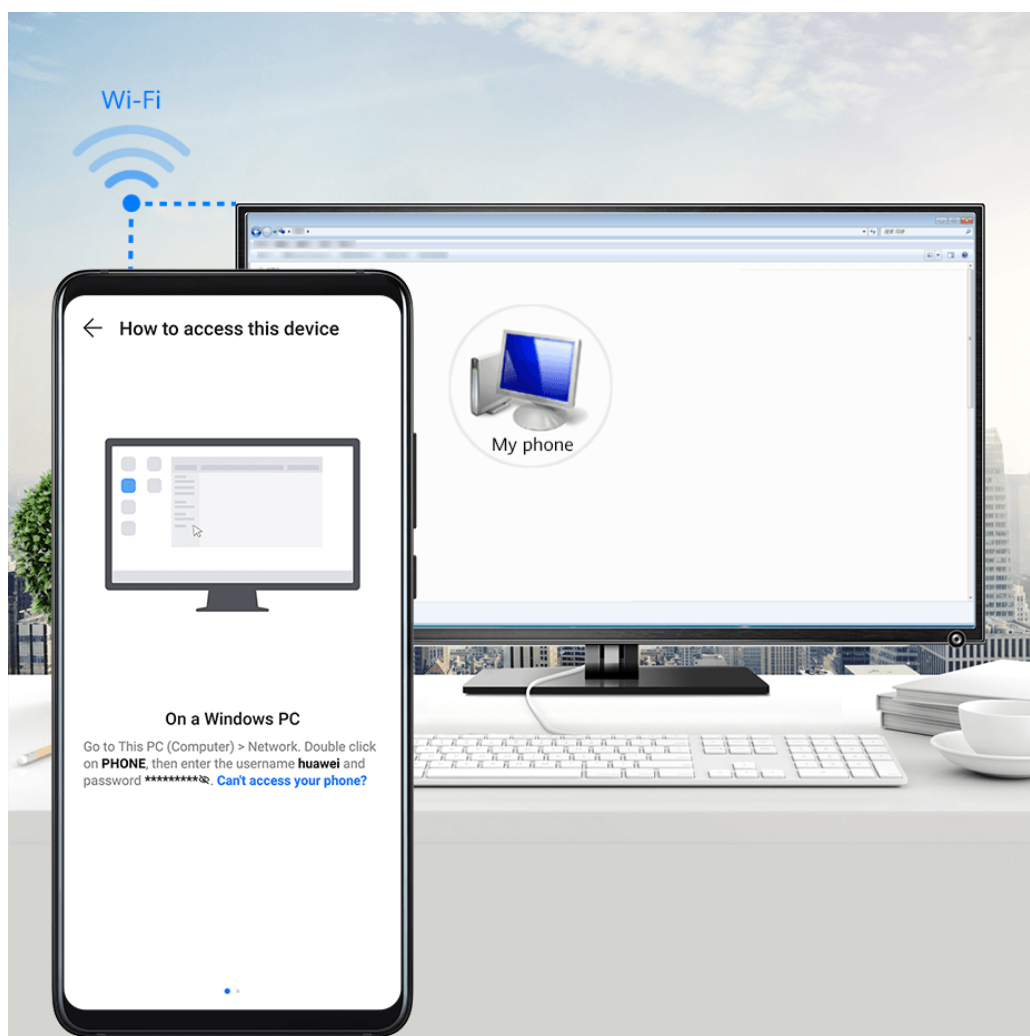 Wi-Fi
How to access this device
My phone
On a Windows PC
Go to This PC (Computer) > Network. Double click
on PHONE, then enter the username huawei and
password *********. Can't access your phone?